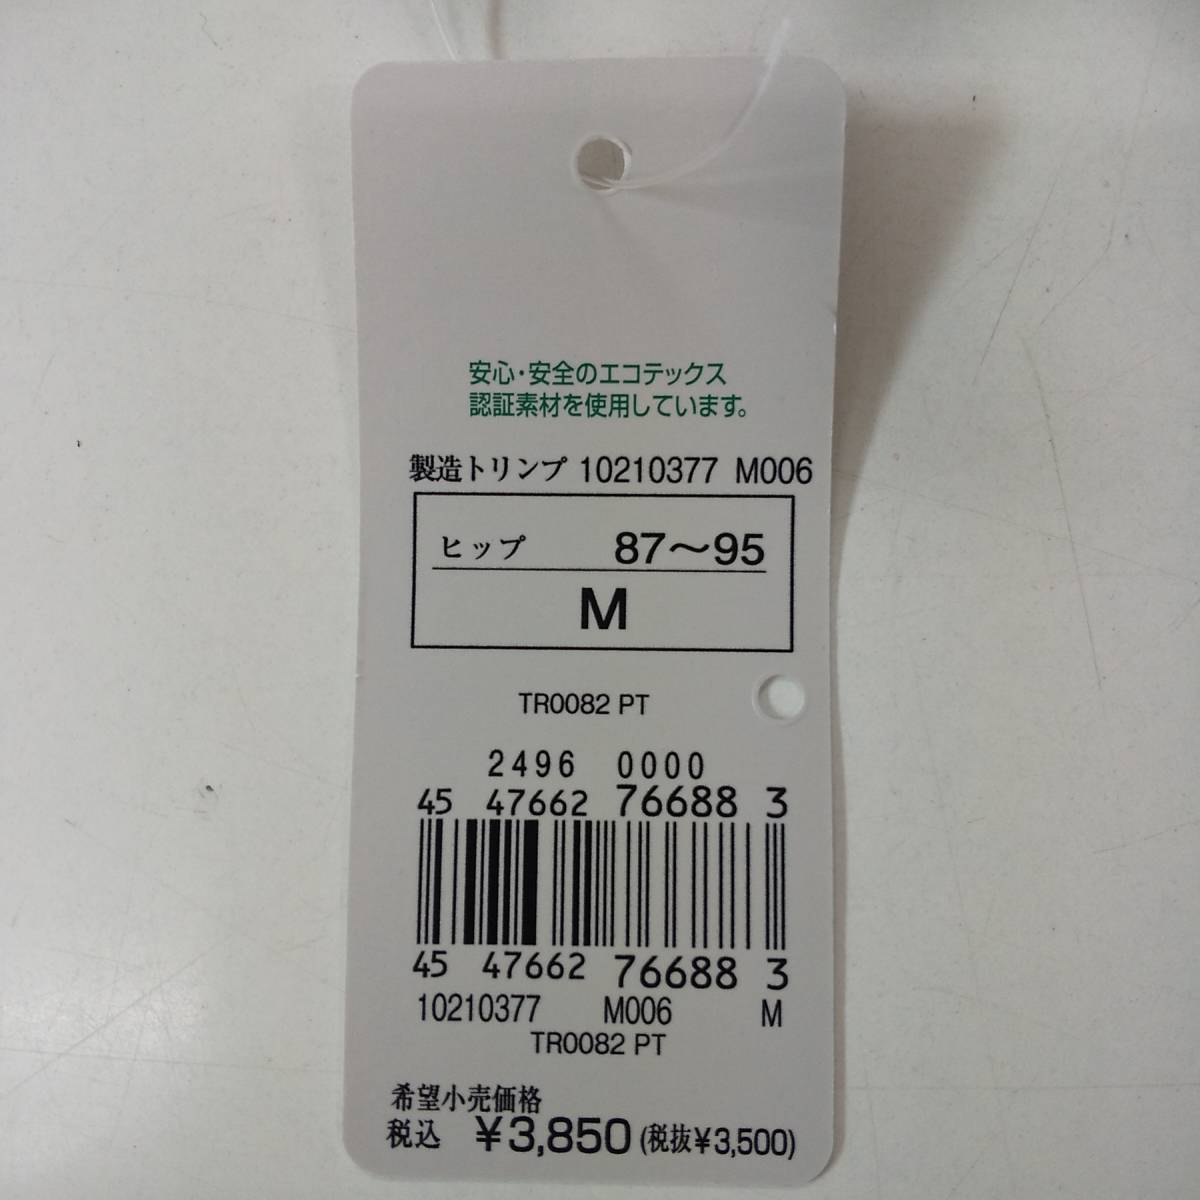 安心・安全のエコテックス
認証素材を使用しています。
製造トリンプ 10210377 M006
ヒップ 87〜95
M
TR0082 PT
2496 0000
45 47662 76688 3
45 47662 76688 3
10210377 M006 M
TR0082 PT
希望小売価格
税込 ¥3,850 (税抜¥3,500)